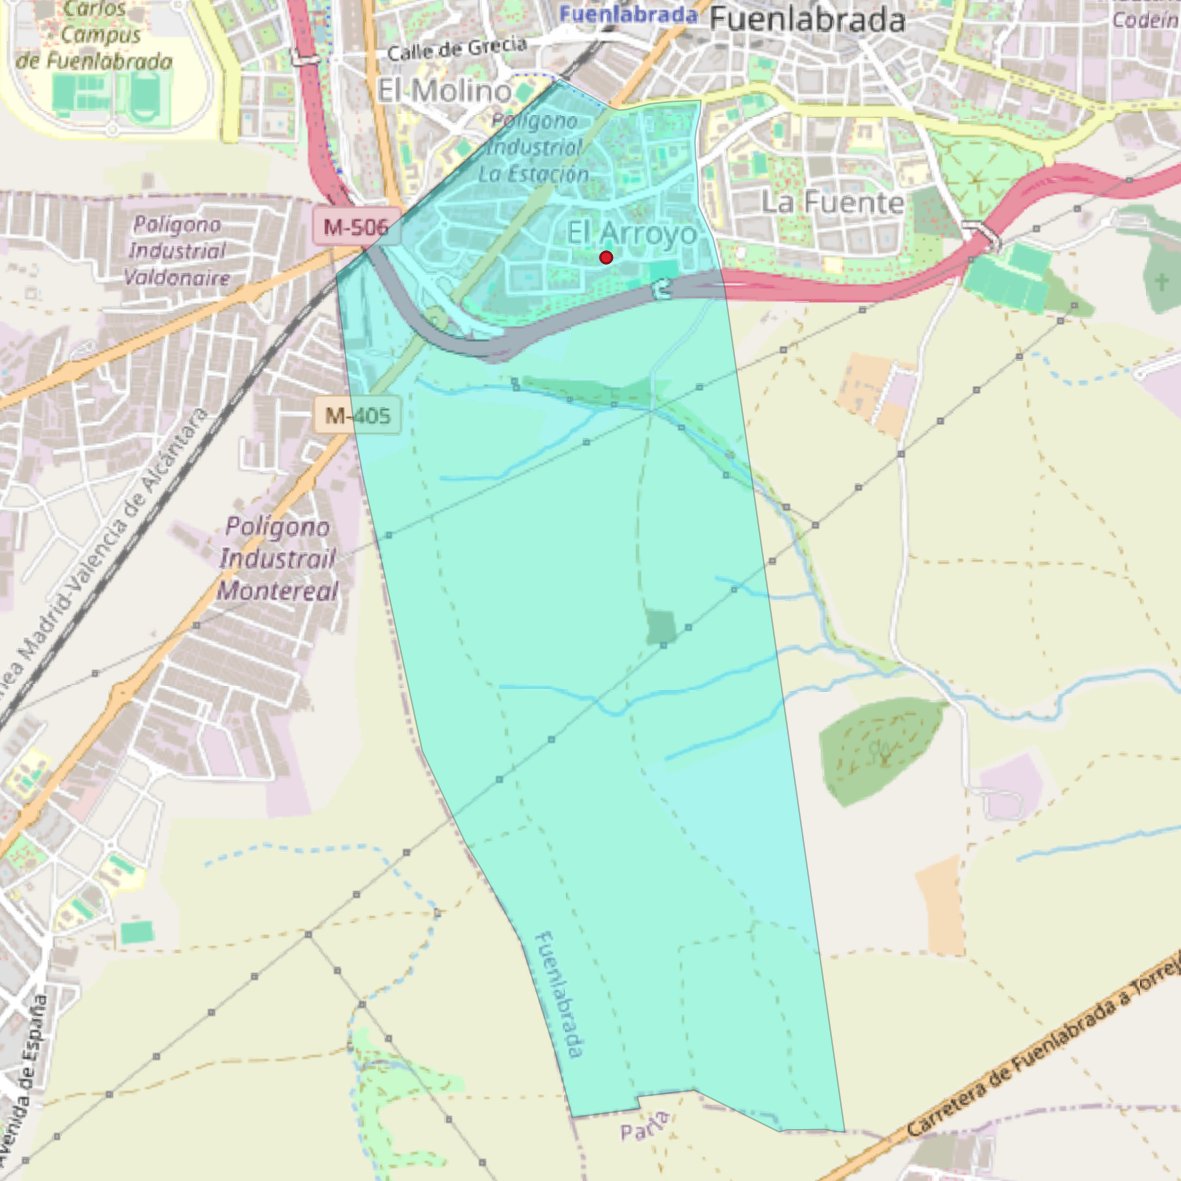 Carlos
Campus
de Fuenlabrada
Fuenlabrada
Fuenlabrada
Codeín
Calle de Grecia
El Molino
Polígono
Industrial
La Estación
La Fuente
El Arroyo
M-506
Polígono
Industrial
Valdonaire
M-405
Línea Madrid-Valencia de Alcántara
Polígono
Industrail
Montereal
Fuenlabrada
Parla
Avenida de España
Carretera de Fuenlabrada a Torrejó